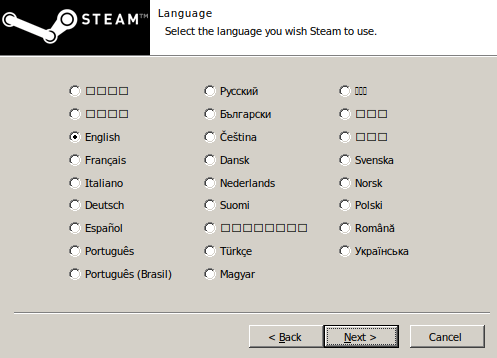 STEAM™
Language
Select the language you wish Steam to use.
English
Français
Italiano
Deutsch
Español
Português
Português (Brasil)
Русский
Български
Čeština
Dansk
Nederlands
Suomi
Türkçe
Magyar
Svenska
Norsk
Polski
Română
Українська
< Back
Next >
Cancel